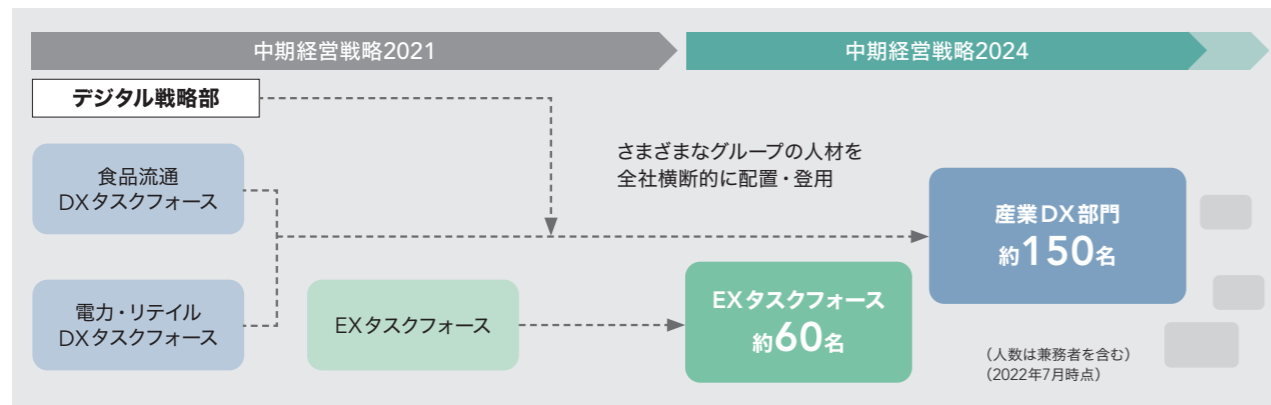 中期経営戦略2021
中期経営戦略2024
デジタル戦略部
食品流通
DXタスクフォース
さまざまなグループの人材を
全社横断的に配置・登用
産業DX部門
約150名
電力・リテイル
DXタスクフォース
EXタスクフォース
EXタスクフォース
約60名
（人数は兼務者を含む）
（2022年7月時点）